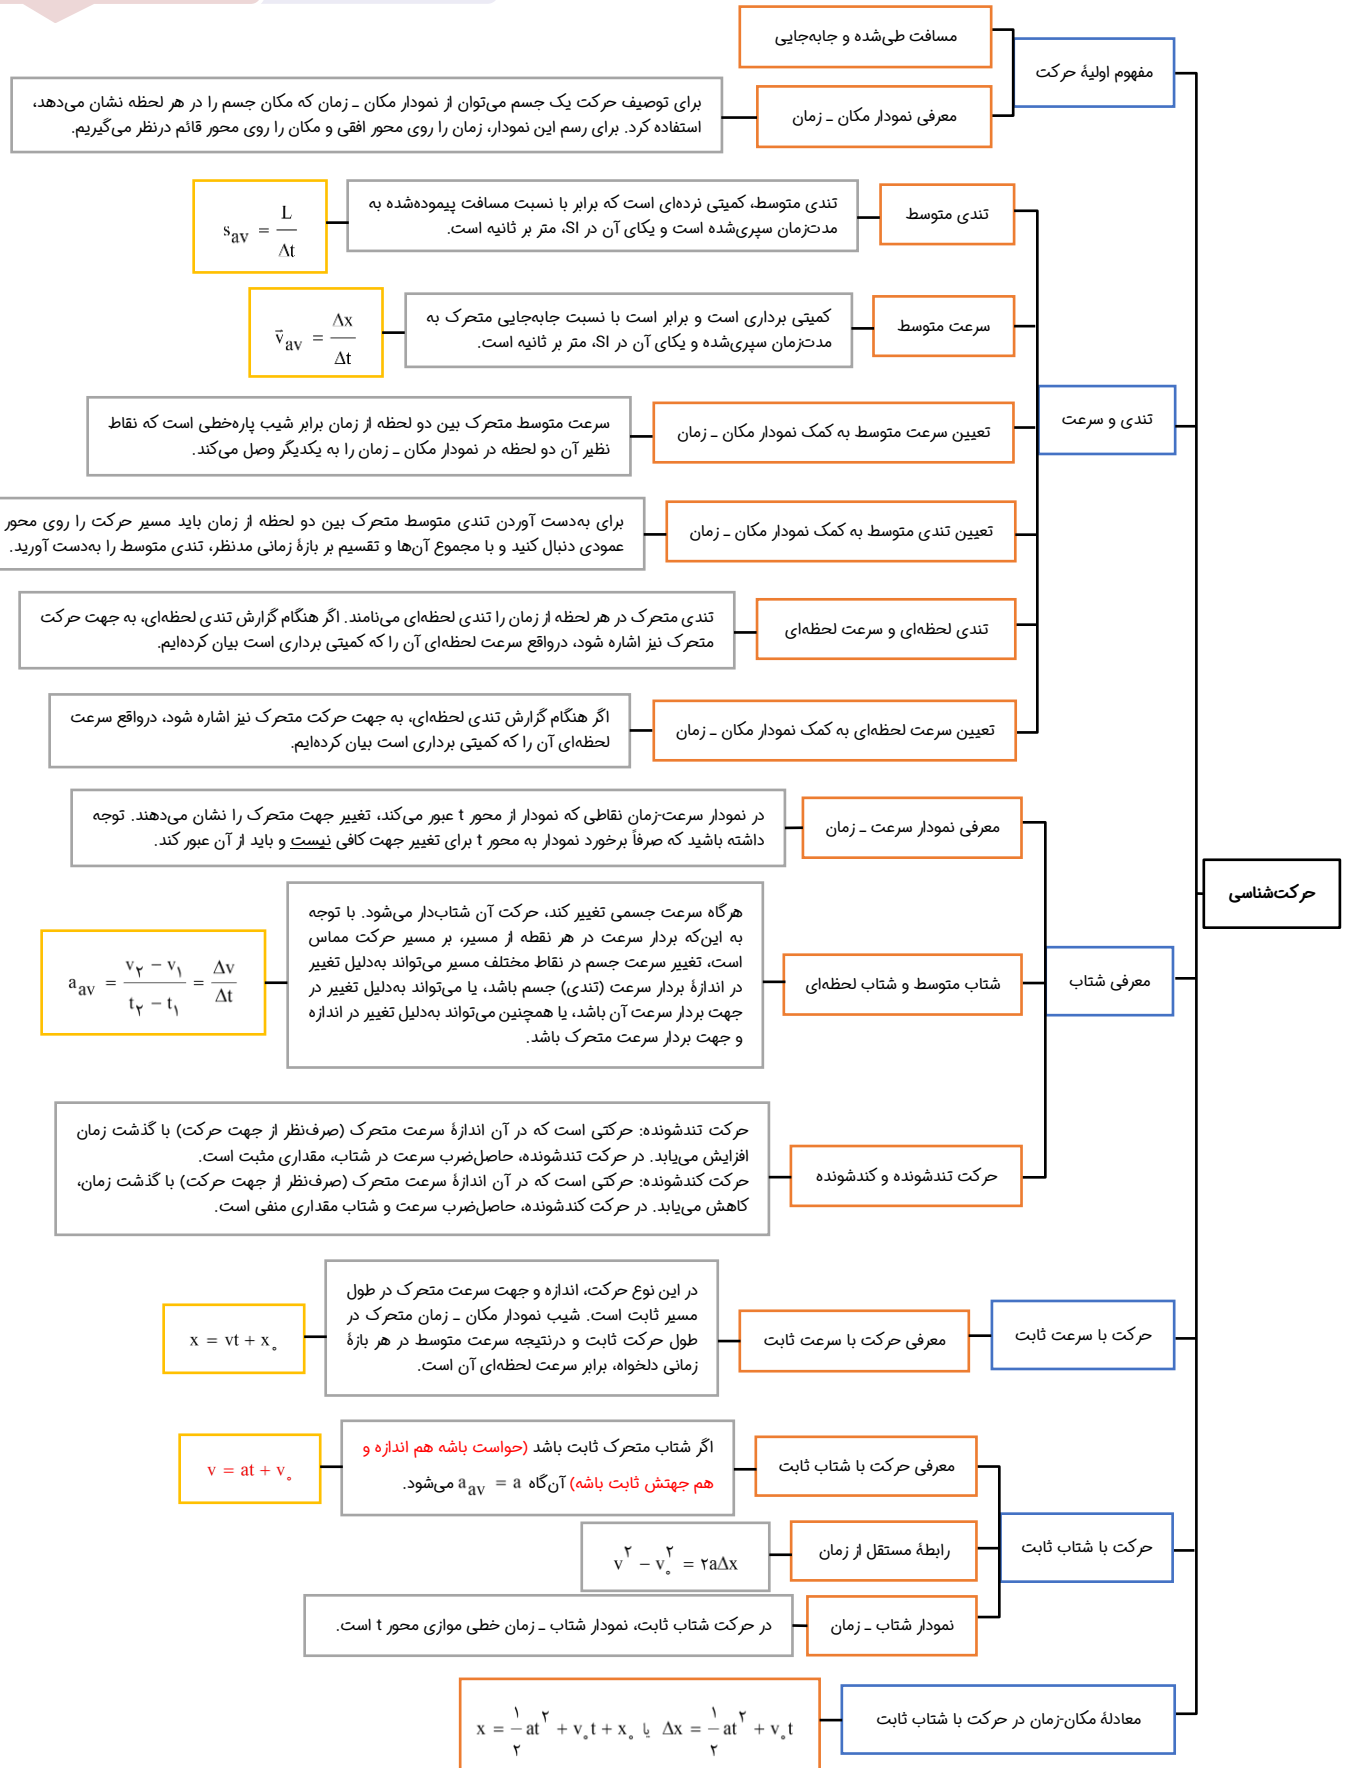 حرکت‌شناسی
مفهوم اولیهٔ حرکت
مسافت طی‌شده و جابه‌جایی
معرفی نمودار مکان ـ زمان
برای توصیف حرکت یک جسم می‌توان از نمودار مکان ـ زمان که مکان جسم را در هر لحظه نشان می‌دهد،
استفاده کرد. برای رسم این نمودار، زمان را روی محور افقی و مکان را روی محور قائم درنظر می‌گیریم.
تندی و سرعت
تندی متوسط
تندی متوسط، کمیتی نرده‌ای است که برابر با نسبت مسافت پیموده‌شده به
مدت‌زمان سپری‌شده است و یکای آن در SI، متر بر ثانیه است.
s_av = L/Δt
سرعت متوسط
کمیتی برداری است و برابر است با نسبت جابه‌جایی متحرک به
مدت‌زمان سپری‌شده و یکای آن در SI، متر بر ثانیه است.
v⃗_av = Δx/Δt
تعیین سرعت متوسط به کمک نمودار مکان ـ زمان
سرعت متوسط متحرک بین دو لحظه از زمان برابر شیب پاره‌خطی است که نقاط
نظیر آن دو لحظه در نمودار مکان ـ زمان را به یکدیگر وصل می‌کند.
تعیین تندی متوسط به کمک نمودار مکان ـ زمان
برای به‌دست آوردن تندی متوسط متحرک بین دو لحظه از زمان باید مسیر حرکت را روی محور
عمودی دنبال کنید و با مجموع آن‌ها و تقسیم بر بازهٔ زمانی مدنظر، تندی متوسط را به‌دست آورید.
تندی لحظه‌ای و سرعت لحظه‌ای
تندی متحرک در هر لحظه از زمان را تندی لحظه‌ای می‌نامند. اگر هنگام گزارش تندی لحظه‌ای، به جهت حرکت
متحرک نیز اشاره شود، درواقع سرعت لحظه‌ای آن را که کمیتی برداری است بیان کرده‌ایم.
تعیین سرعت لحظه‌ای به کمک نمودار مکان ـ زمان
اگر هنگام گزارش تندی لحظه‌ای، به جهت حرکت متحرک نیز اشاره شود، درواقع سرعت
لحظه‌ای آن را که کمیتی برداری است بیان کرده‌ایم.
معرفی شتاب
معرفی نمودار سرعت ـ زمان
در نمودار سرعت-زمان نقاطی که نمودار از محور t عبور می‌کند، تغییر جهت متحرک را نشان می‌دهند. توجه
داشته باشید که صرفاً برخورد نمودار به محور t برای تغییر جهت کافی نیست و باید از آن عبور کند.
شتاب متوسط و شتاب لحظه‌ای
هرگاه سرعت جسمی تغییر کند، حرکت آن شتاب‌دار می‌شود. با توجه
به این‌که بردار سرعت در هر نقطه از مسیر، بر مسیر حرکت مماس
است، تغییر سرعت جسم در نقاط مختلف مسیر می‌تواند به‌دلیل تغییر
در اندازهٔ بردار سرعت (تندی) جسم باشد، یا می‌تواند به‌دلیل تغییر در
جهت بردار سرعت آن باشد، یا همچنین می‌تواند به‌دلیل تغییر در اندازه
و جهت بردار سرعت متحرک باشد.
a_av = (v_۲ − v_۱)/(t_۲ − t_۱) = Δv/Δt
حرکت تندشونده و کندشونده
حرکت تندشونده: حرکتی است که در آن اندازهٔ سرعت متحرک (صرف‌نظر از جهت حرکت) با گذشت زمان
افزایش می‌یابد. در حرکت تندشونده، حاصل‌ضرب سرعت در شتاب، مقداری مثبت است.
حرکت کندشونده: حرکتی است که در آن اندازهٔ سرعت متحرک (صرف‌نظر از جهت حرکت) با گذشت زمان،
کاهش می‌یابد. در حرکت کندشونده، حاصل‌ضرب سرعت و شتاب مقداری منفی است.
حرکت با سرعت ثابت
معرفی حرکت با سرعت ثابت
در این نوع حرکت، اندازه و جهت سرعت متحرک در طول
مسیر ثابت است. شیب نمودار مکان ـ زمان متحرک در
طول حرکت ثابت و درنتیجه سرعت متوسط در هر بازهٔ
زمانی دلخواه، برابر سرعت لحظه‌ای آن است.
x = vt + x_۰
حرکت با شتاب ثابت
معرفی حرکت با شتاب ثابت
اگر شتاب متحرک ثابت باشد (حواست باشه هم اندازه و
هم جهتش ثابت باشه) آن‌گاه a_av = a می‌شود.
v = at + v_۰
رابطهٔ مستقل از زمان
v^۲ − v_۰^۲ = ۲aΔx
نمودار شتاب ـ زمان
در حرکت شتاب ثابت، نمودار شتاب ـ زمان خطی موازی محور t است.
معادلهٔ مکان-زمان در حرکت با شتاب ثابت
x = ۱/۲ at^۲ + v_۰t + x_۰ یا Δx = ۱/۲ at^۲ + v_۰t